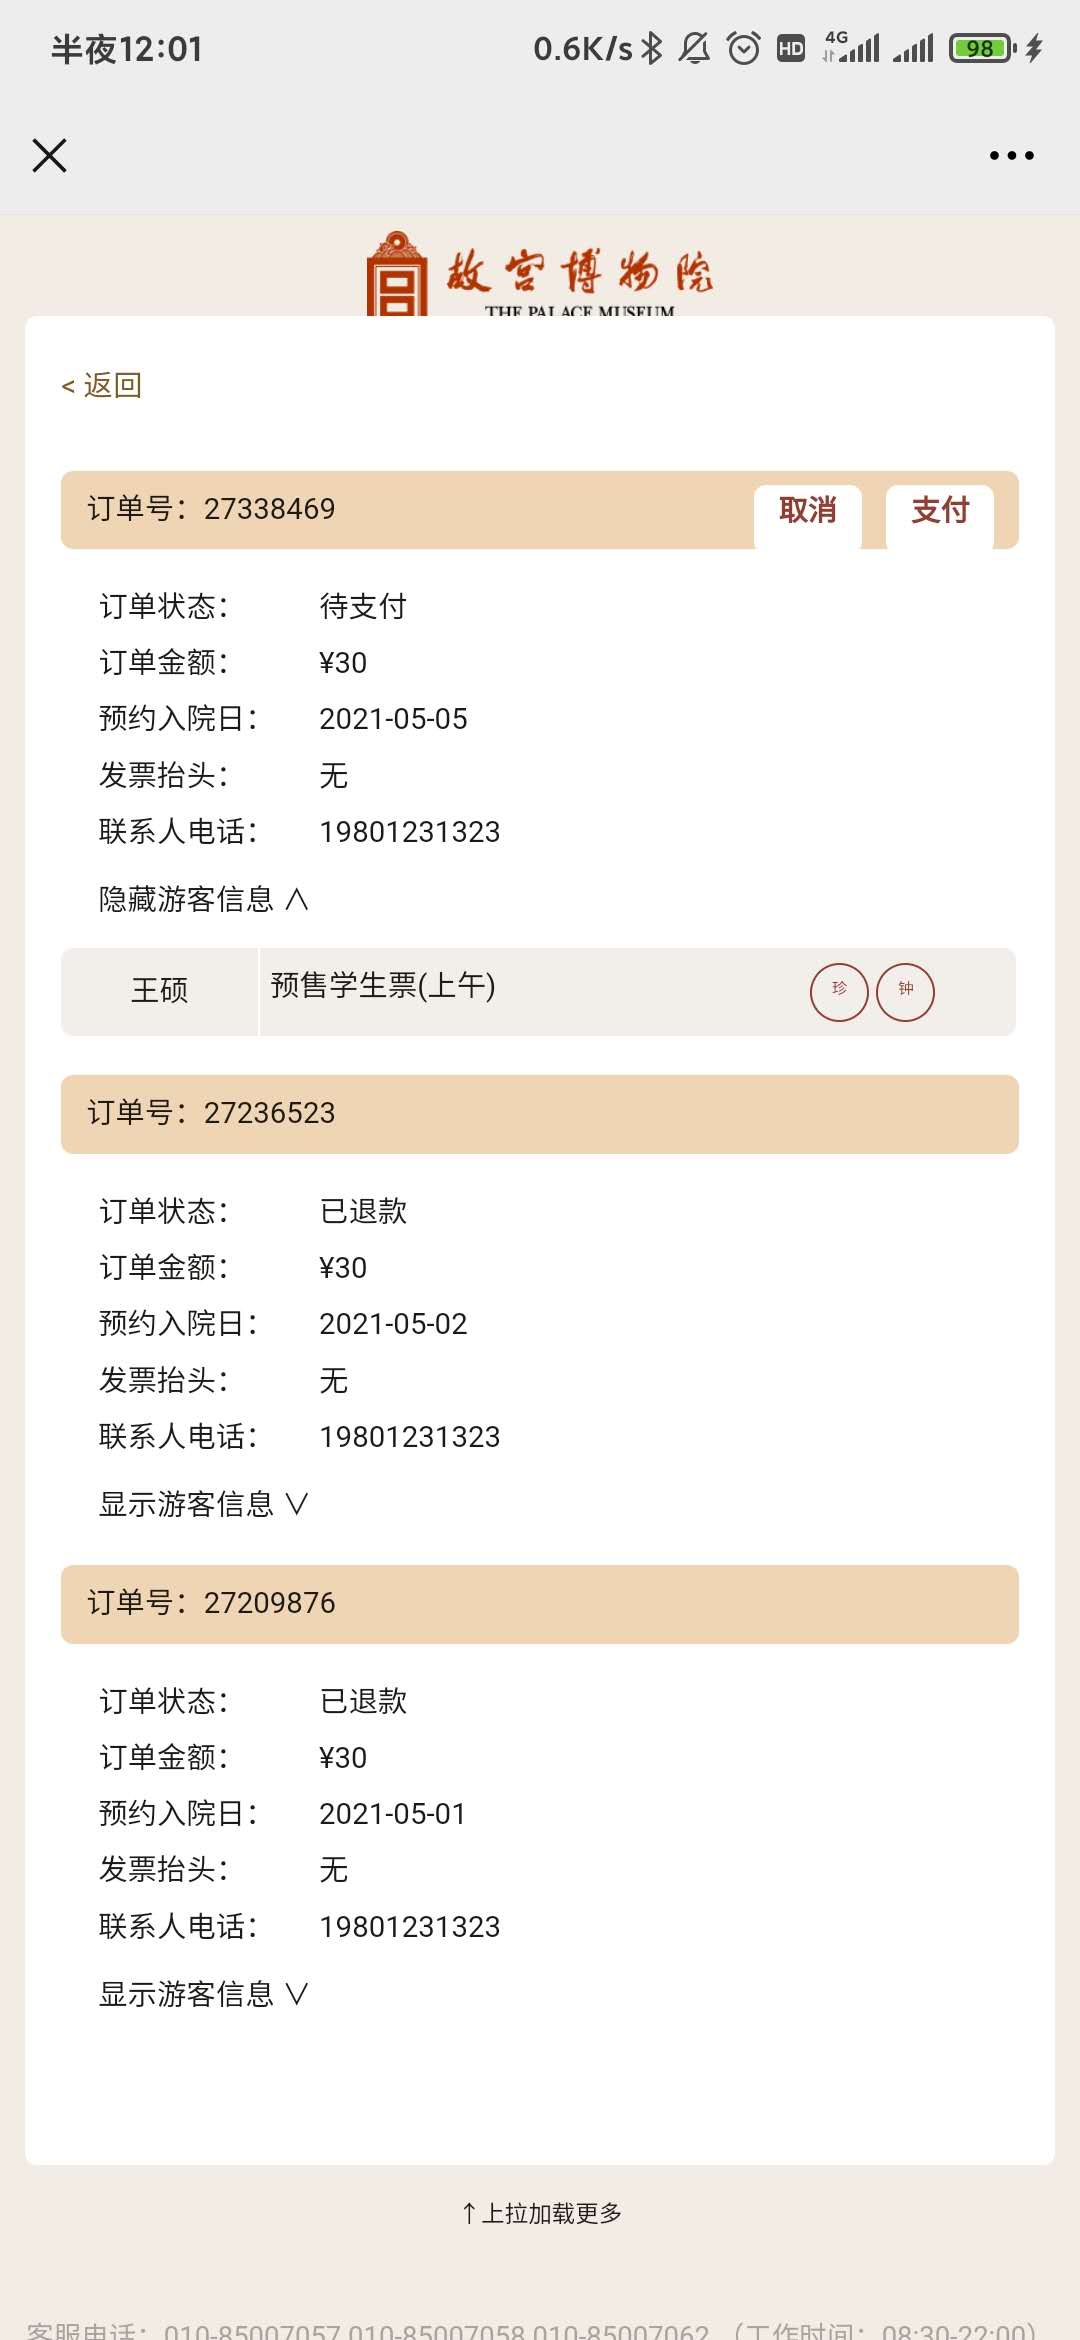 半夜12:01
0.6K/s HD 4G 98
故宫博物院
THE PALACE MUSEUM
< 返回
订单号：27338469 取消 支付
订单状态： 待支付
订单金额： ¥30
预约入院日： 2021-05-05
发票抬头： 无
联系人电话： 19801231323
隐藏游客信息 ∧
王硕 预售学生票(上午) 珍 钟
订单号：27236523
订单状态： 已退款
订单金额： ¥30
预约入院日： 2021-05-02
发票抬头： 无
联系人电话： 19801231323
显示游客信息 ∨
订单号：27209876
订单状态： 已退款
订单金额： ¥30
预约入院日： 2021-05-01
发票抬头： 无
联系人电话： 19801231323
显示游客信息 ∨
↑上拉加载更多
客服电话：010-85007057,010-85007058,010-85007062 （工作时间：08:30-22:00）